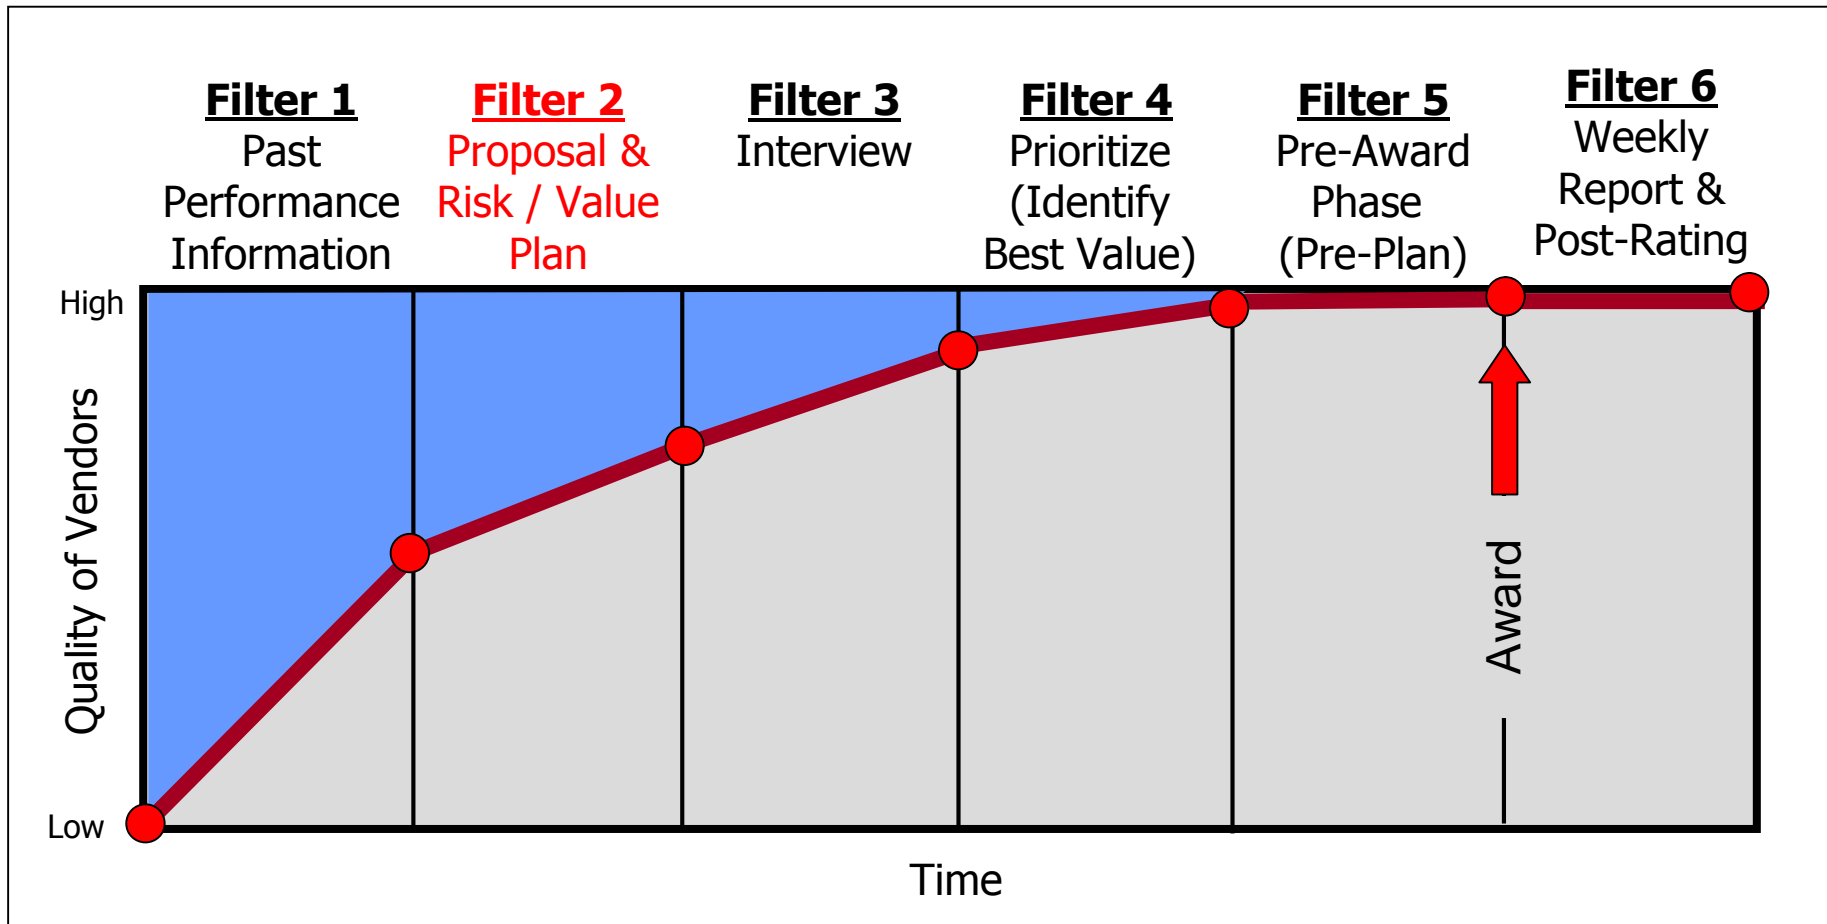 Filter 1
Past
Performance
Information
Filter 2
Proposal &
Risk / Value
Plan
Filter 3
Interview
Filter 4
Prioritize
(Identify
Best Value)
Filter 5
Pre-Award
Phase
(Pre-Plan)
Filter 6
Weekly
Report &
Post-Rating
High
Quality of Vendors
Low
Award
Time